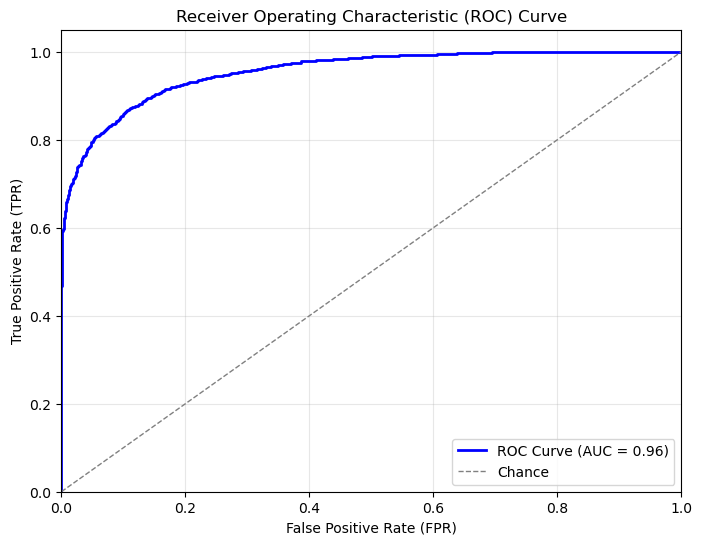 Receiver Operating Characteristic (ROC) Curve
True Positive Rate (TPR)
1.0
0.8
0.6
0.4
0.2
0.0
ROC Curve (AUC = 0.96)
Chance
0.0 0.2 0.4 0.6 0.8 1.0
False Positive Rate (FPR)